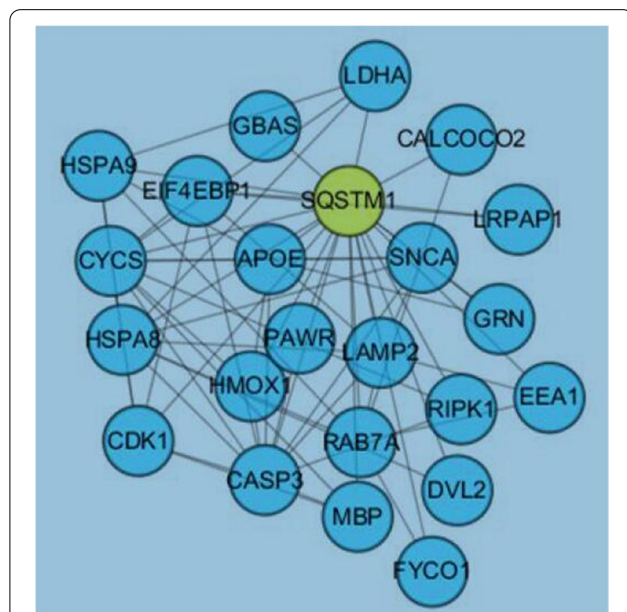 LDHA
GBAS
CALCOCO2
HSPA9
EIF4EBP1
SQSTM1
LRPAP1
CYCS
APOE
SNCA
GRN
HSPA8
PAWR
LAMP2
HMOX1
RIPK1
EEA1
CDK1
RAB7A
CASP3
DVL2
MBP
FYCO1